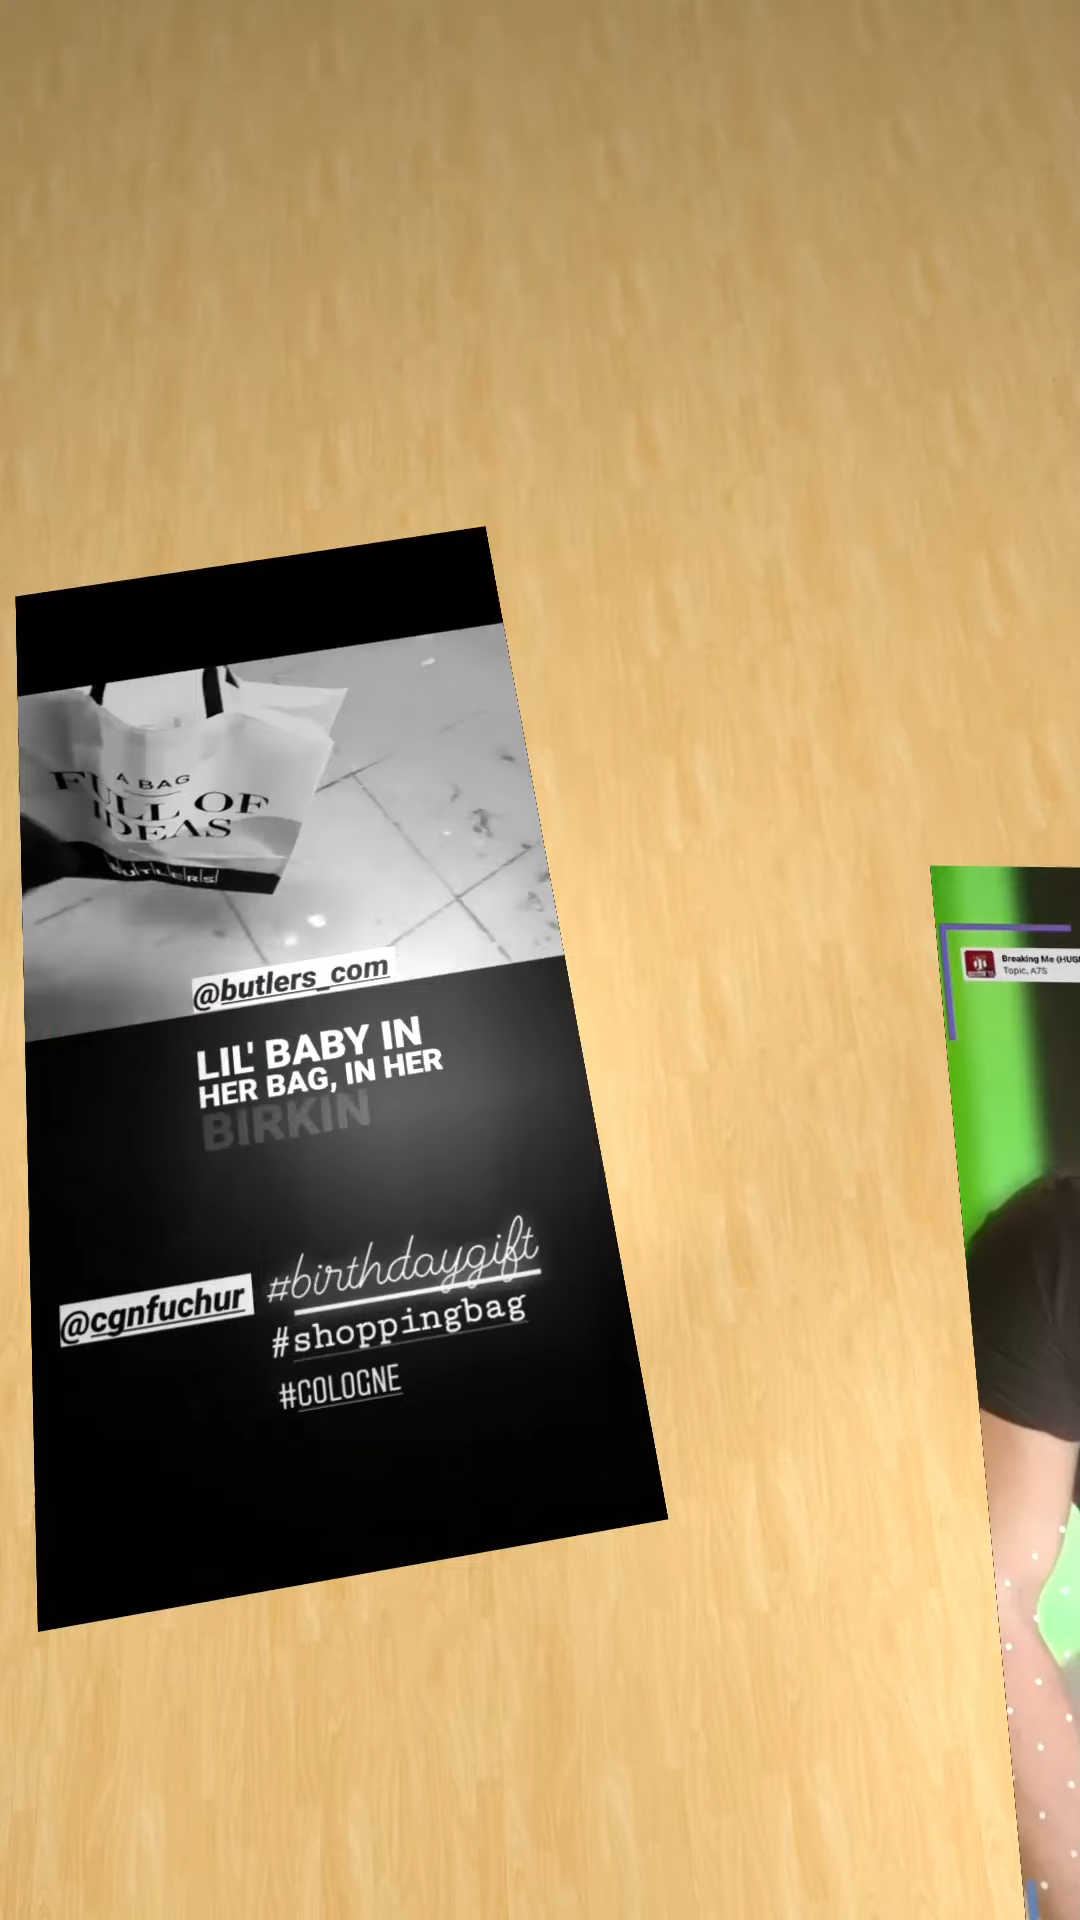 A BAG
FULL OF
IDEAS
BUTLERS
@butlers_com
LIL' BABY IN
HER BAG, IN HER
BIRKIN
@cgnfuchur
#birthdaygift
#shoppingbag
#COLOGNE
Breaking Me (HUG
Topic, A7S